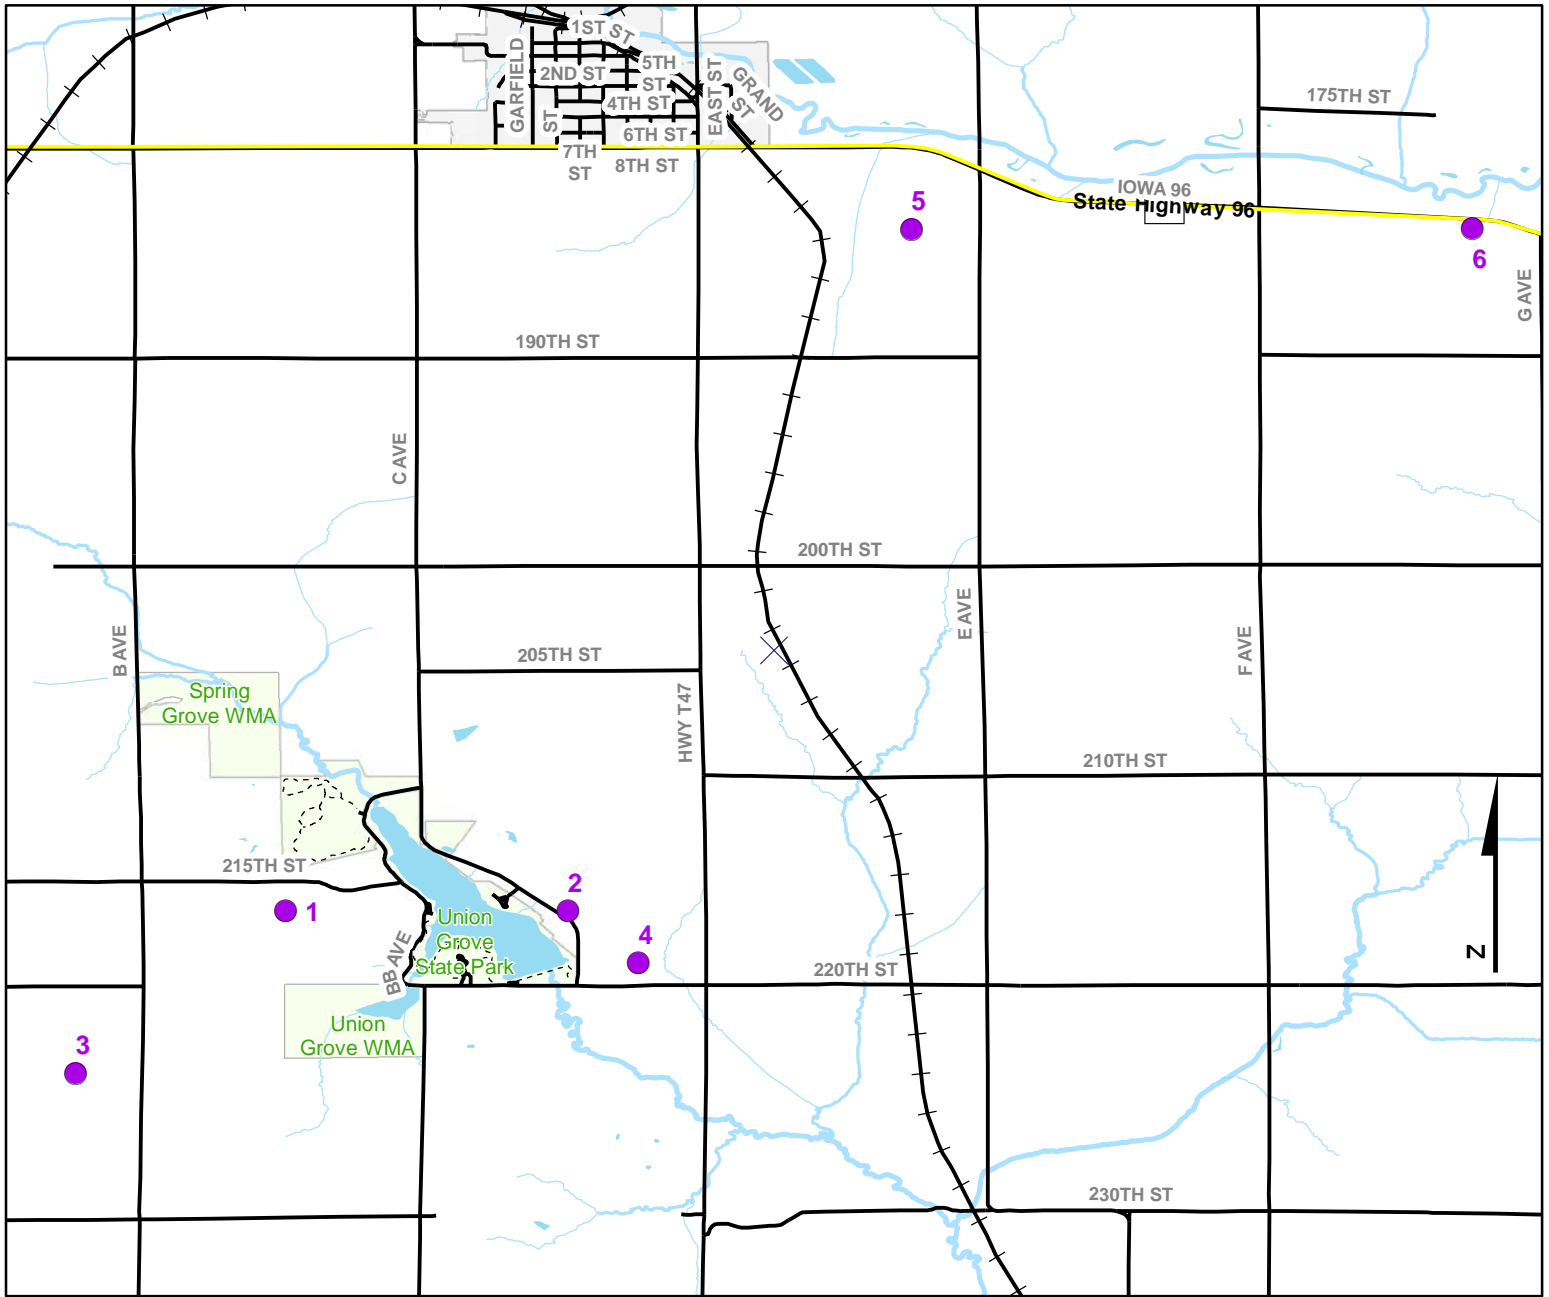 1ST ST
GARFIELD
ST
2ND ST
5TH
ST
4TH ST
6TH ST
7TH
ST
8TH ST
EAST ST
GRAND
ST
175TH ST
IOWA 96
State Highway 96
5
6
G AVE
190TH ST
C AVE
200TH ST
B AVE
205TH ST
E AVE
F AVE
Spring
Grove WMA
HWY T47
210TH ST
215TH ST
1
2
Union
Grove
State Park
BB AVE
4
220TH ST
Z
Union
Grove WMA
3
230TH ST